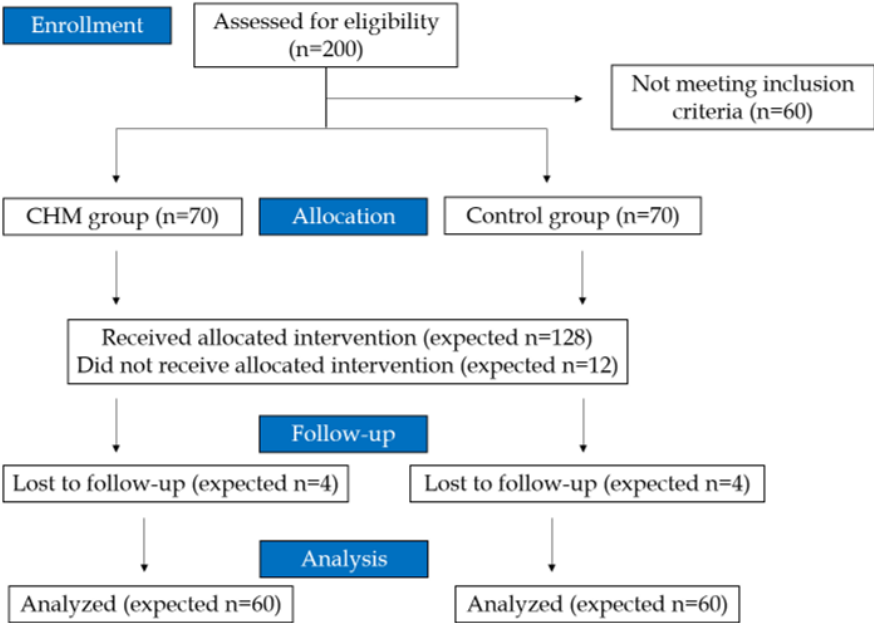 Enrollment
Assessed for eligibility
(n=200)
Not meeting inclusion
criteria (n=60)
CHM group (n=70)
Allocation
Control group (n=70)
Received allocated intervention (expected n=128)
Did not receive allocated intervention (expected n=12)
Follow-up
Lost to follow-up (expected n=4)
Lost to follow-up (expected n=4)
Analysis
Analyzed (expected n=60)
Analyzed (expected n=60)